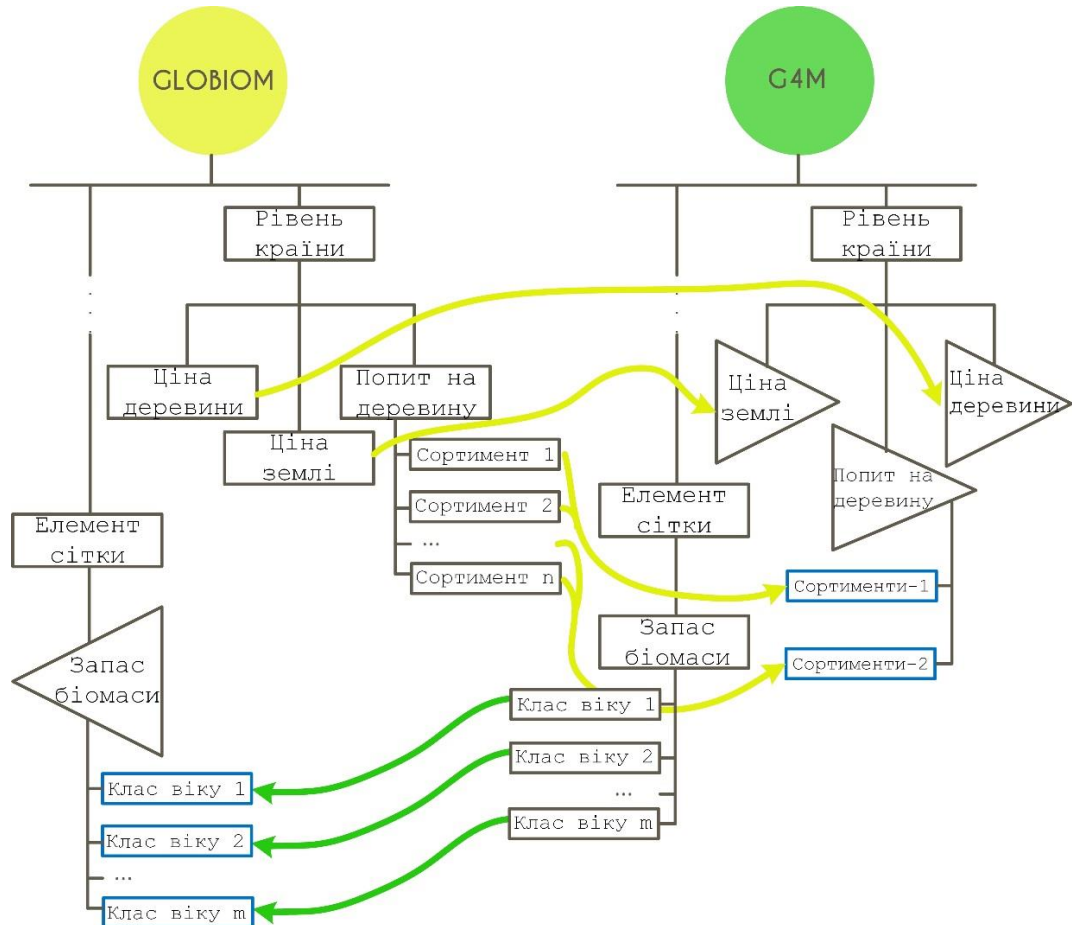 GLOBIOM
G4M
Рівень
країни
Рівень
країни
Ціна
деревини
Попит на
деревину
Ціна
землі
Ціна
землі
Ціна
деревини
Сортимент 1
Сортимент 2
...
Сортимент n
Попит на
деревину
Елемент
сітки
Елемент
сітки
Сортименти-1
Сортименти-2
Запас
біомаси
Запас
біомаси
Клас віку 1
Клас віку 2
...
Клас віку m
Клас віку 1
Клас віку 2
...
Клас віку m